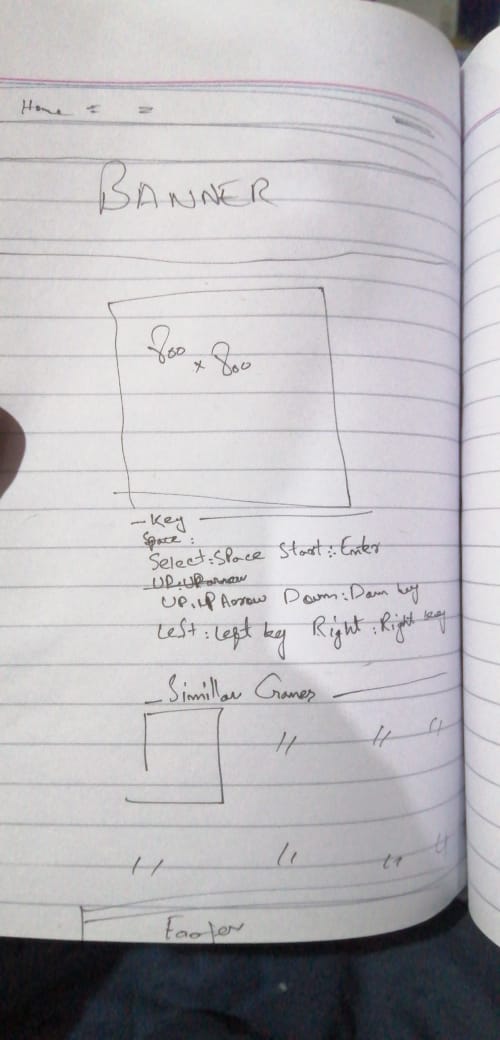 Home = =
BANNER
800 x 800
Key
Space:
Select: Space Start: Enter
UP: UP arrow
UP: UP Arrow Down: Down key
Left: Left key Right: Right key
Similar Games
" " "
" " " "
Footer